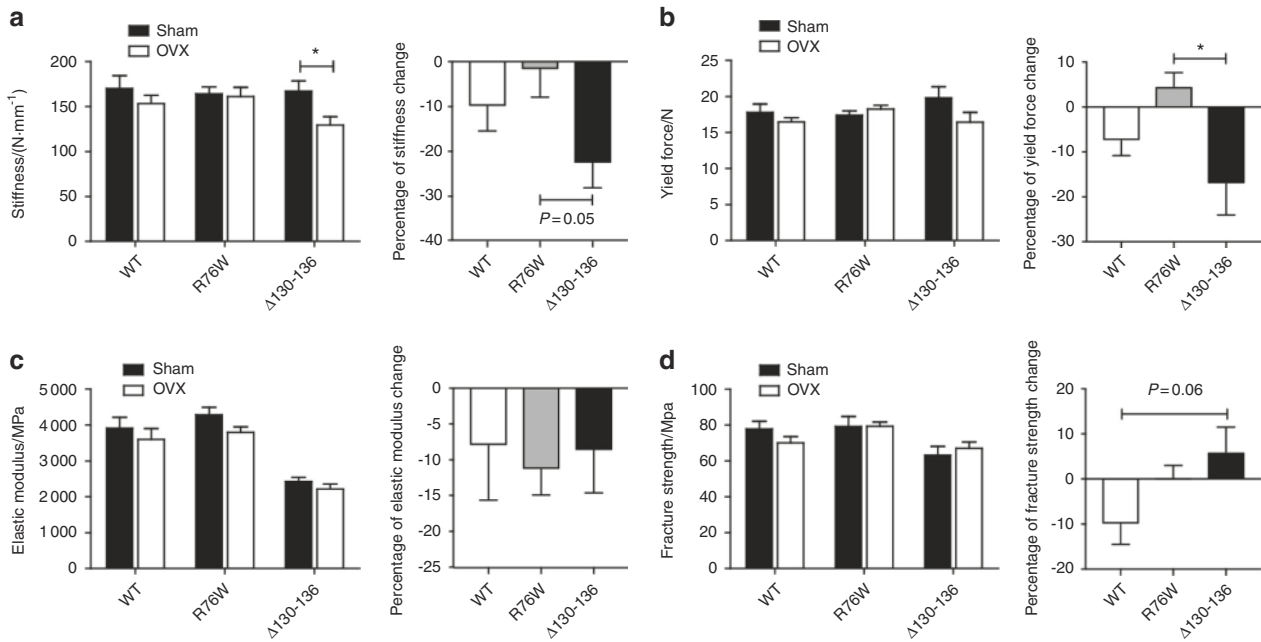 a
Sham
OVX
Stiffness/(N·mm⁻¹)
200
150
100
50
0
*
WT
R76W
Δ130-136
Percentage of stiffness change
0
-10
-20
-30
-40
P=0.05
WT
R76W
Δ130-136
b
Sham
OVX
Yield force/N
25
20
15
10
5
0
WT
R76W
Δ130-136
Percentage of yield force change
10
0
-10
-20
-30
*
WT
R76W
Δ130-136
c
Sham
OVX
Elastic modulus/MPa
5 000
4 000
3 000
2 000
1 000
0
WT
R76W
Δ130-136
Percentage of elastic modulus change
0
-5
-10
-15
-20
-25
WT
R76W
Δ130-136
d
Sham
OVX
Fracture strength/Mpa
100
80
60
40
20
0
WT
R76W
Δ130-136
Percentage of fracture strength change
20
10
0
-10
-20
P=0.06
WT
R76W
Δ130-136